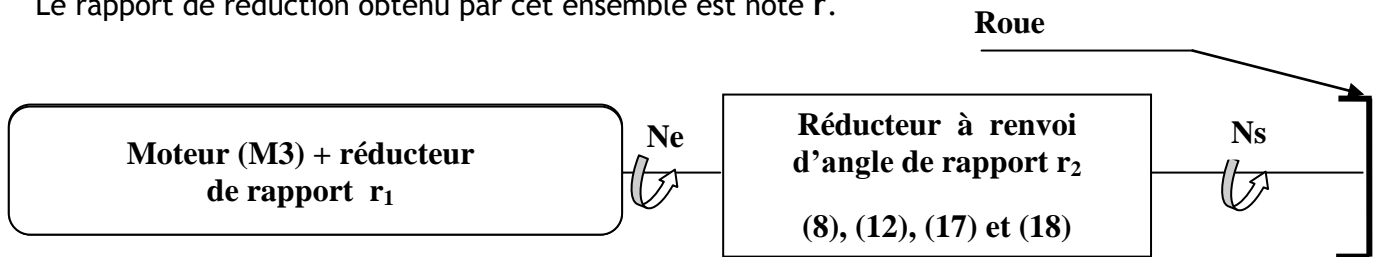 Le rapport de réduction obtenu par cet ensemble est noté r.
Roue
Moteur (M3) + réducteur
de rapport r₁
Ne
Réducteur à renvoi
d'angle de rapport r₂
(8), (12), (17) et (18)
Ns